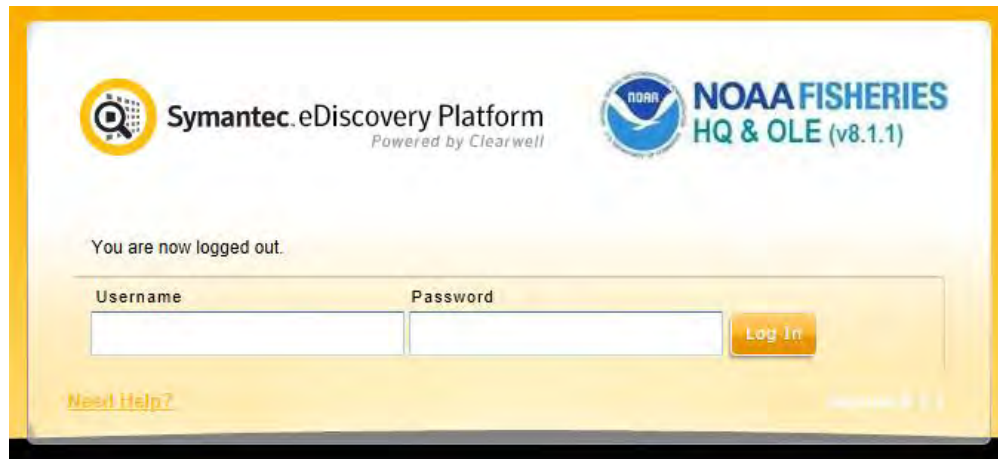 Symantec. eDiscovery Platform
Powered by Clearwell
NOAA
NOAA FISHERIES
HQ & OLE (v8.1.1)
You are now logged out.
Username Password
Log In
Need Help?